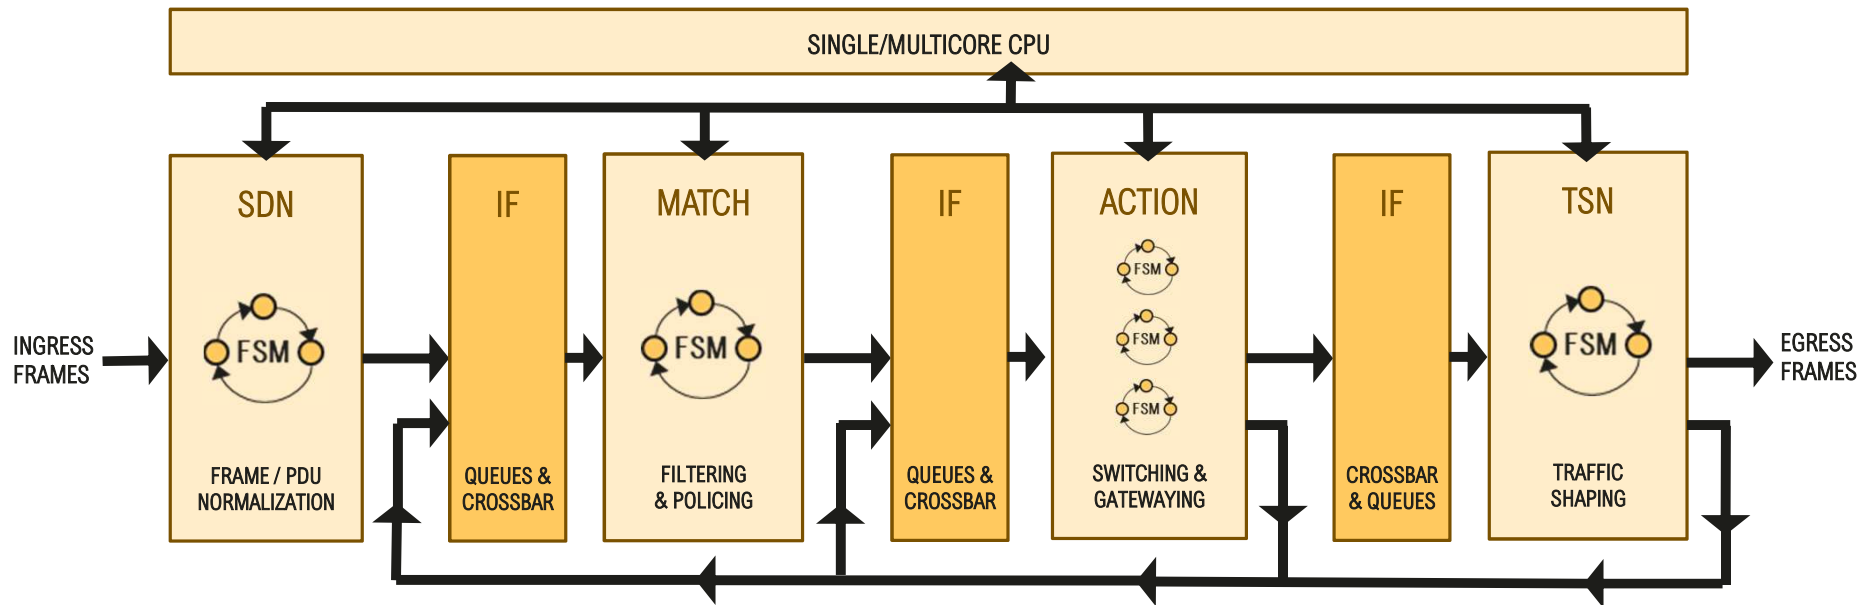 SINGLE/MULTICORE CPU
SDN
IF
MATCH
IF
ACTION
IF
TSN
FSM
FSM
FSM
FSM
FSM
FSM
INGRESS
FRAMES
EGRESS
FRAMES
FRAME / PDU
NORMALIZATION
QUEUES &
CROSSBAR
FILTERING
& POLICING
QUEUES &
CROSSBAR
SWITCHING &
GATEWAYING
CROSSBAR
& QUEUES
TRAFFIC
SHAPING